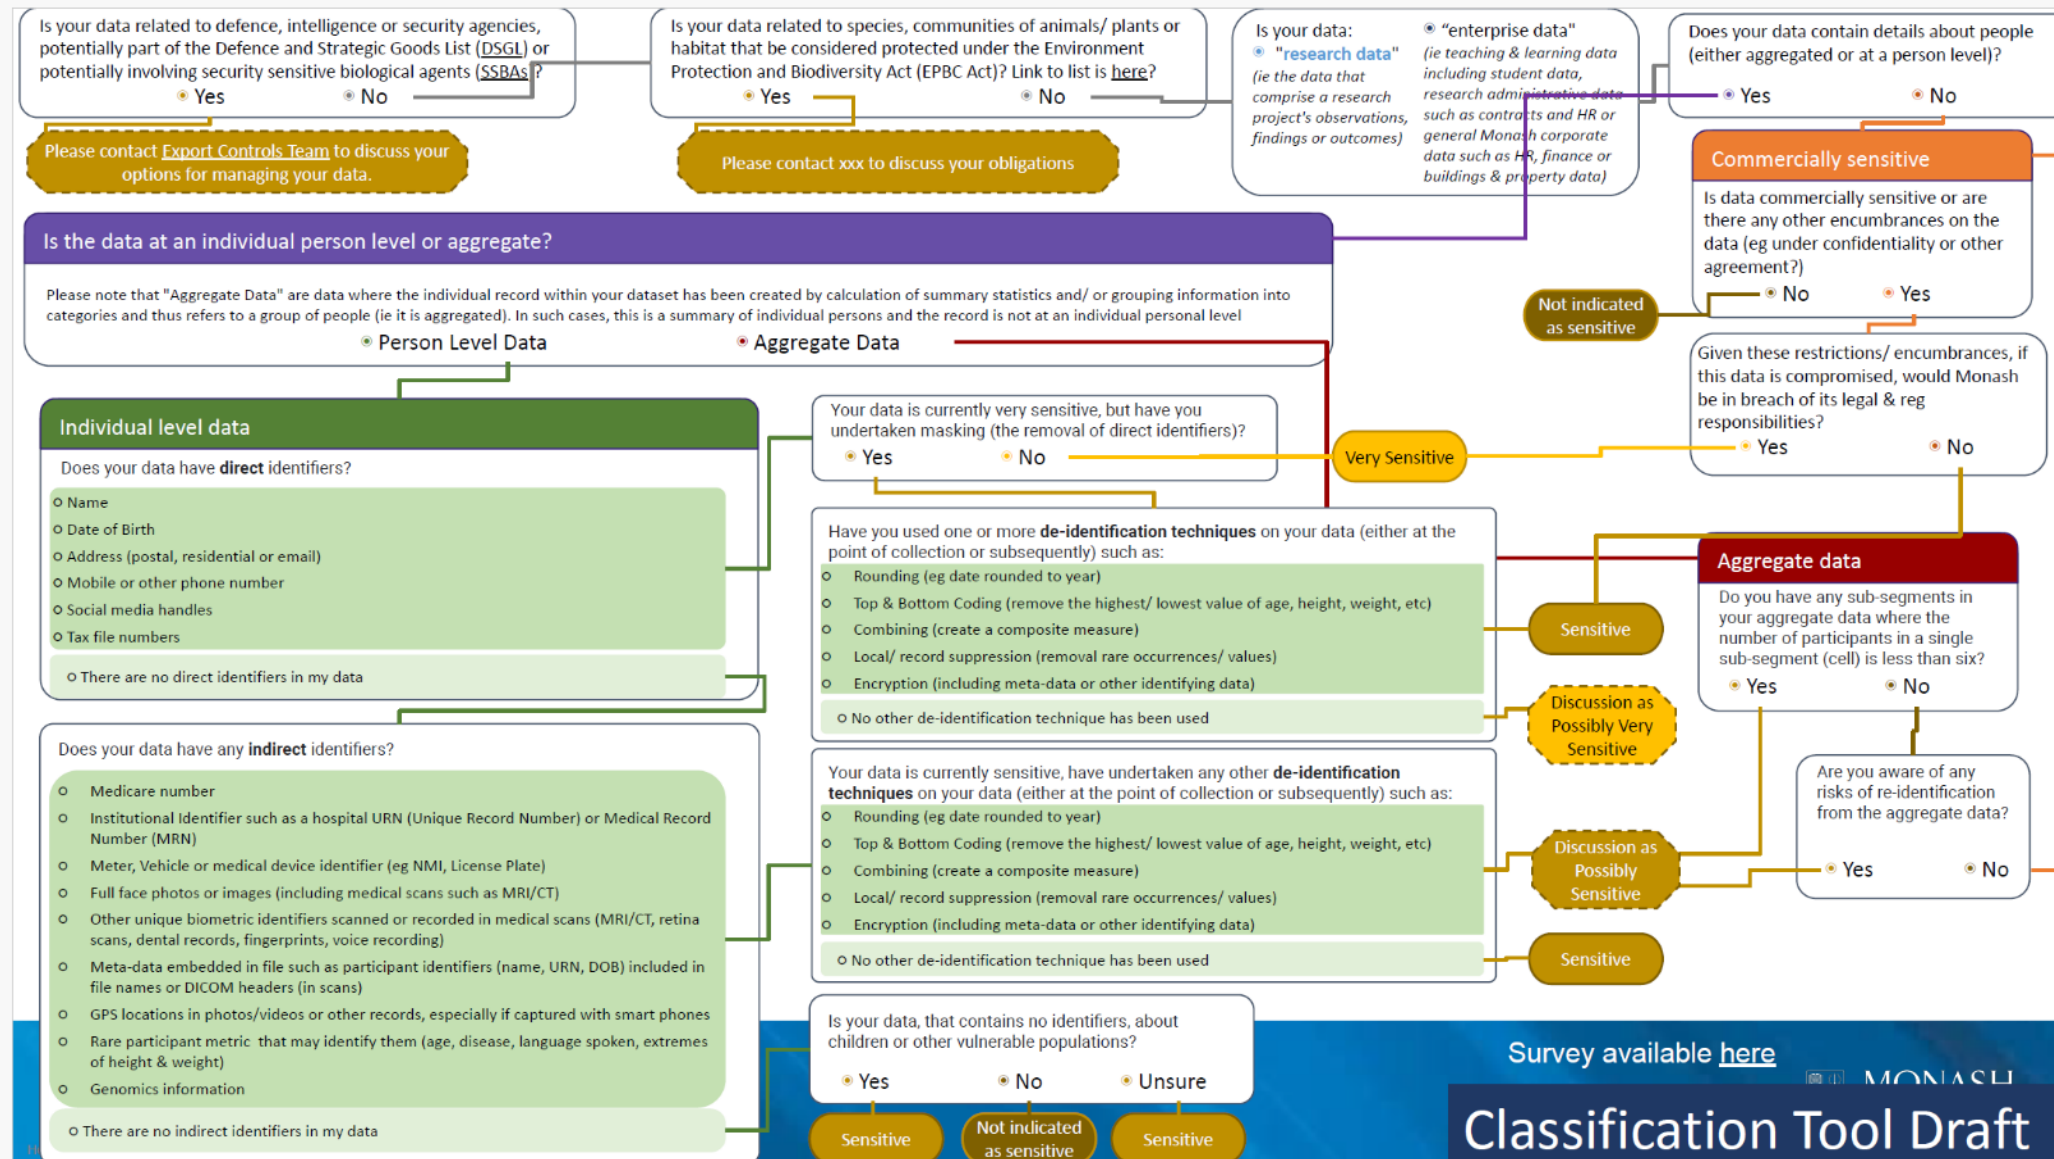 Is your data related to defence, intelligence or security agencies,
potentially part of the Defence and Strategic Goods List (DSGL) or
potentially involving security sensitive biological agents (SSBAs)?
Yes
No
Please contact Export Controls Team to discuss your
options for managing your data.
Is your data related to species, communities of animals/ plants or
habitat that be considered protected under the Environment
Protection and Biodiversity Act (EPBC Act)? Link to list is here?
Yes
No
Please contact xxx to discuss your obligations
Is your data:
"research data"
(ie the data that
comprise a research
project's observations,
findings or outcomes)
“enterprise data"
(ie teaching & learning data
including student data,
research administrative data
such as contracts and HR or
general Monash corporate
data such as HR, finance or
buildings & property data)
Does your data contain details about people
(either aggregated or at a person level)?
Yes
No
Commercially sensitive
Is data commercially sensitive or are
there any other encumbrances on the
data (eg under confidentiality or other
agreement?)
No
Yes
Not indicated
as sensitive
Given these restrictions/ encumbrances, if
this data is compromised, would Monash
be in breach of its legal & reg
responsibilities?
Yes
No
Is the data at an individual person level or aggregate?
Please note that "Aggregate Data" are data where the individual record within your dataset has been created by calculation of summary statistics and/ or grouping information into
categories and thus refers to a group of people (ie it is aggregated). In such cases, this is a summary of individual persons and the record is not at an individual personal level
Person Level Data
Aggregate Data
Individual level data
Does your data have direct identifiers?
Name
Date of Birth
Address (postal, residential or email)
Mobile or other phone number
Social media handles
Tax file numbers
There are no direct identifiers in my data
Does your data have any indirect identifiers?
Medicare number
Institutional Identifier such as a hospital URN (Unique Record Number) or Medical Record
Number (MRN)
Meter, Vehicle or medical device identifier (eg NMI, License Plate)
Full face photos or images (including medical scans such as MRI/CT)
Other unique biometric identifiers scanned or recorded in medical scans (MRI/CT, retina
scans, dental records, fingerprints, voice recording)
Meta-data embedded in file such as participant identifiers (name, URN, DOB) included in
file names or DICOM headers (in scans)
GPS locations in photos/videos or other records, especially if captured with smart phones
Rare participant metric that may identify them (age, disease, language spoken, extremes
of height & weight)
Genomics information
There are no indirect identifiers in my data
Your data is currently very sensitive, but have you
undertaken masking (the removal of direct identifiers)?
Yes
No
Very Sensitive
Have you used one or more de-identification techniques on your data (either at the
point of collection or subsequently) such as:
Rounding (eg date rounded to year)
Top & Bottom Coding (remove the highest/ lowest value of age, height, weight, etc)
Combining (create a composite measure)
Local/ record suppression (removal rare occurrences/ values)
Encryption (including meta-data or other identifying data)
No other de-identification technique has been used
Sensitive
Discussion as
Possibly Very
Sensitive
Your data is currently sensitive, have undertaken any other de-identification
techniques on your data (either at the point of collection or subsequently) such as:
Rounding (eg date rounded to year)
Top & Bottom Coding (remove the highest/ lowest value of age, height, weight, etc)
Combining (create a composite measure)
Local/ record suppression (removal rare occurrences/ values)
Encryption (including meta-data or other identifying data)
No other de-identification technique has been used
Discussion as
Possibly
Sensitive
Sensitive
Is your data, that contains no identifiers, about
children or other vulnerable populations?
Yes
No
Unsure
Sensitive
Not indicated
as sensitive
Sensitive
Aggregate data
Do you have any sub-segments in
your aggregate data where the
number of participants in a single
sub-segment (cell) is less than six?
Yes
No
Are you aware of any
risks of re-identification
from the aggregate data?
Yes
No
Survey available here
MONASH
Classification Tool Draft